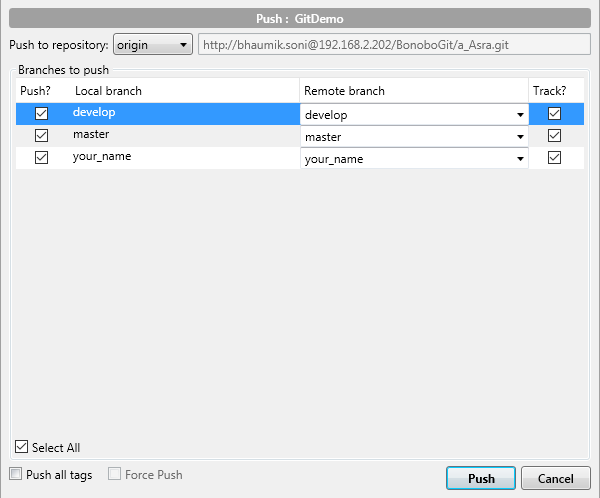 Push : GitDemo
Push to repository: origin http://bhaumik.soni@192.168.2.202/BonoboGit/a_Asra.git
Branches to push
Push? Local branch Remote branch Track?
develop develop
master master
your_name your_name
Select All
Push all tags Force Push Push Cancel